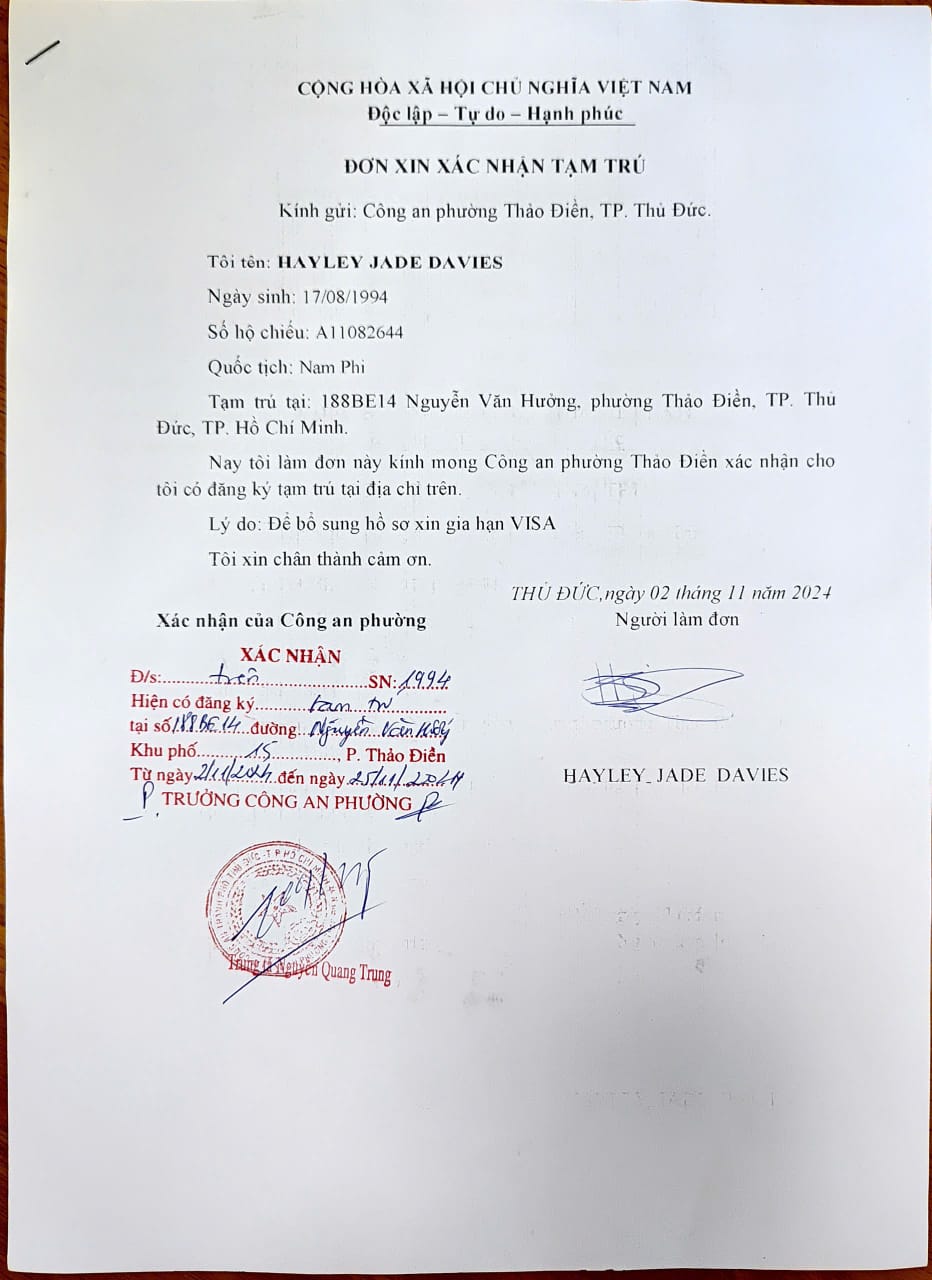 CỘNG HÒA XÃ HỘI CHỦ NGHĨA VIỆT NAM
Độc lập – Tự do – Hạnh phúc
ĐƠN XIN XÁC NHẬN TẠM TRÚ
Kính gửi: Công an phường Thảo Điền, TP. Thủ Đức.
Tôi tên: HAYLEY JADE DAVIES
Ngày sinh: 17/08/1994
Số hộ chiếu: A11082644
Quốc tịch: Nam Phi
Tạm trú tại: 188BE14 Nguyễn Văn Hưởng, phường Thảo Điền, TP. Thủ
Đức, TP. Hồ Chí Minh.
Nay tôi làm đơn này kính mong Công an phường Thảo Điền xác nhận cho
tôi có đăng ký tạm trú tại địa chỉ trên.
Lý do: Để bổ sung hồ sơ xin gia hạn VISA
Tôi xin chân thành cảm ơn.
THỦ ĐỨC,ngày 02 tháng 11 năm 2024
Người làm đơn
Xác nhận của Công an phường
XÁC NHẬN
Đ/s:.......trên.......SN:1994
Hiện có đăng ký.......tạm trú.......
tại số 188BE14 đường Nguyễn Văn Hưởng
Khu phố.......15......., P. Thảo Điền
Từ ngày 2/11/2024 đến ngày 25/11/2024
P. TRƯỞNG CÔNG AN PHƯỜNG
HAYLEY JADE DAVIES
Trung tá Nguyễn Quang Trung